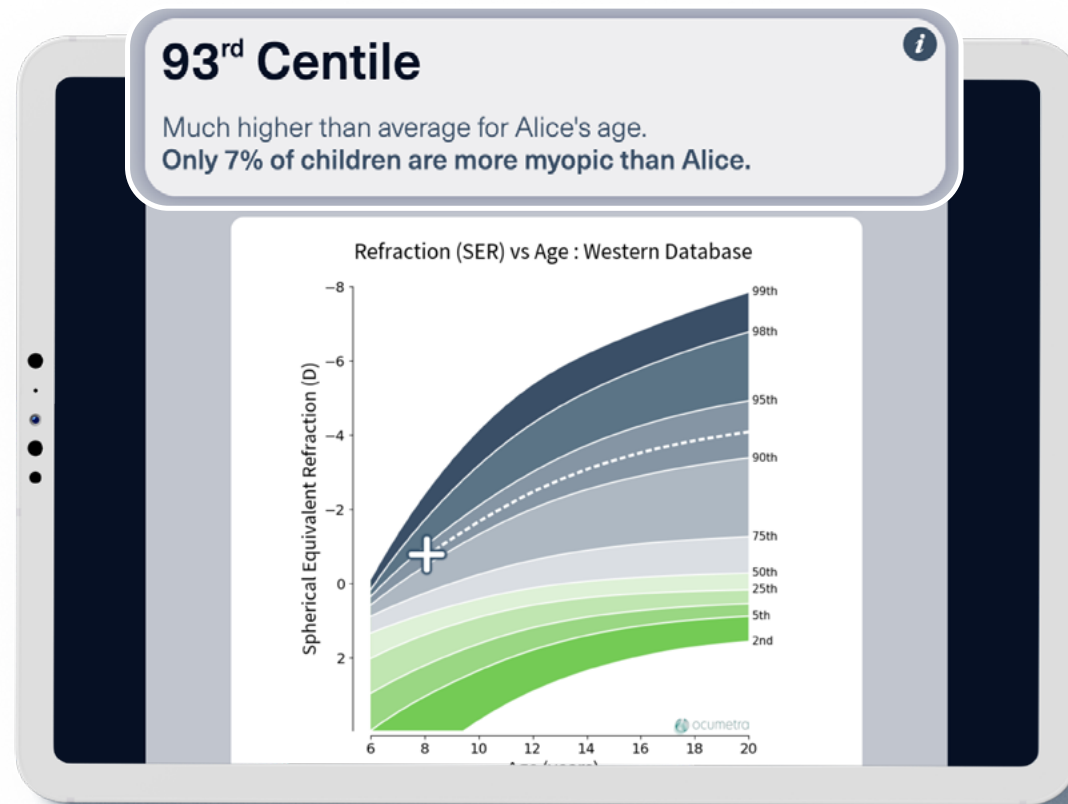 93rd Centile
i
Much higher than average for Alice's age.
Only 7% of children are more myopic than Alice.
Refraction (SER) vs Age : Western Database
Spherical Equivalent Refraction (D)
−8
−6
−4
−2
0
2
99th
98th
95th
90th
75th
50th
25th
5th
2nd
ocumetra
6 8 10 12 14 16 18 20
Age (years)